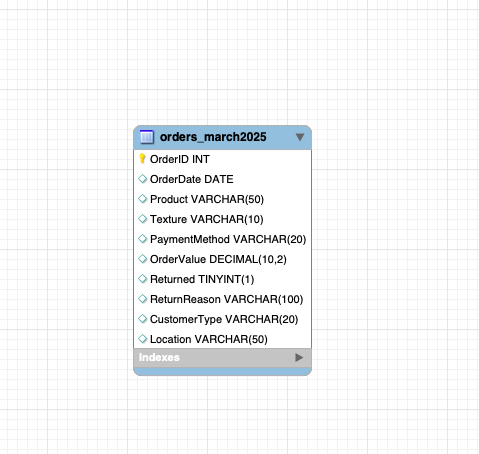 orders_march2025
OrderID INT
OrderDate DATE
Product VARCHAR(50)
Texture VARCHAR(10)
PaymentMethod VARCHAR(20)
OrderValue DECIMAL(10,2)
Returned TINYINT(1)
ReturnReason VARCHAR(100)
CustomerType VARCHAR(20)
Location VARCHAR(50)
Indexes